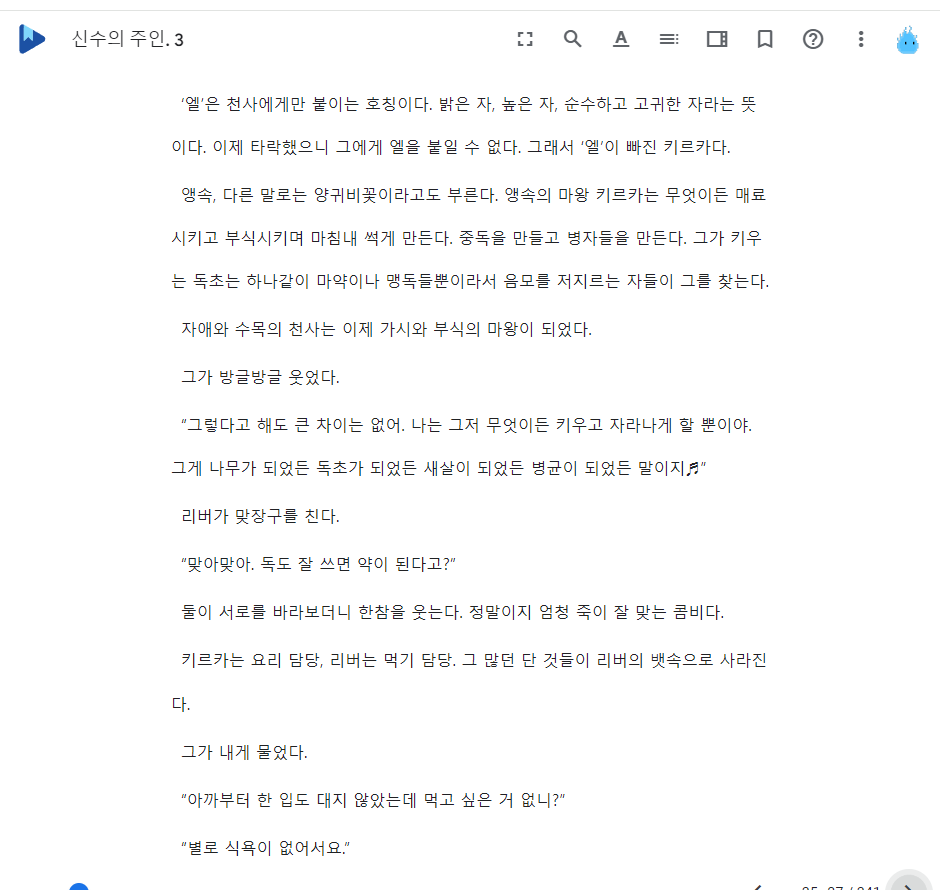 신수의 주인. 3
‘엘’은 천사에게만 붙이는 호칭이다. 밝은 자, 높은 자, 순수하고 고귀한 자라는 뜻
이다. 이제 타락했으니 그에게 엘을 붙일 수 없다. 그래서 ‘엘’이 빠진 키르카다.
앵속, 다른 말로는 양귀비꽃이라고도 부른다. 앵속의 마왕 키르카는 무엇이든 매료
시키고 부식시키며 마침내 썩게 만든다. 중독을 만들고 병자들을 만든다. 그가 키우
는 독초는 하나같이 마약이나 맹독들뿐이라서 음모를 저지르는 자들이 그를 찾는다.
자애와 수목의 천사는 이제 가시와 부식의 마왕이 되었다.
그가 방글방글 웃었다.
“그렇다고 해도 큰 차이는 없어. 나는 그저 무엇이든 키우고 자라나게 할 뿐이야.
그게 나무가 되었든 독초가 되었든 새살이 되었든 병균이 되었든 말이지♬”
리버가 맞장구를 친다.
“맞아맞아. 독도 잘 쓰면 약이 된다고?”
둘이 서로를 바라보더니 한참을 웃는다. 정말이지 엄청 죽이 잘 맞는 콤비다.
키르카는 요리 담당, 리버는 먹기 담당. 그 많던 단 것들이 리버의 뱃속으로 사라진
다.
그가 내게 물었다.
“아까부터 한 입도 대지 않았는데 먹고 싶은 거 없니?”
“별로 식욕이 없어서요.”